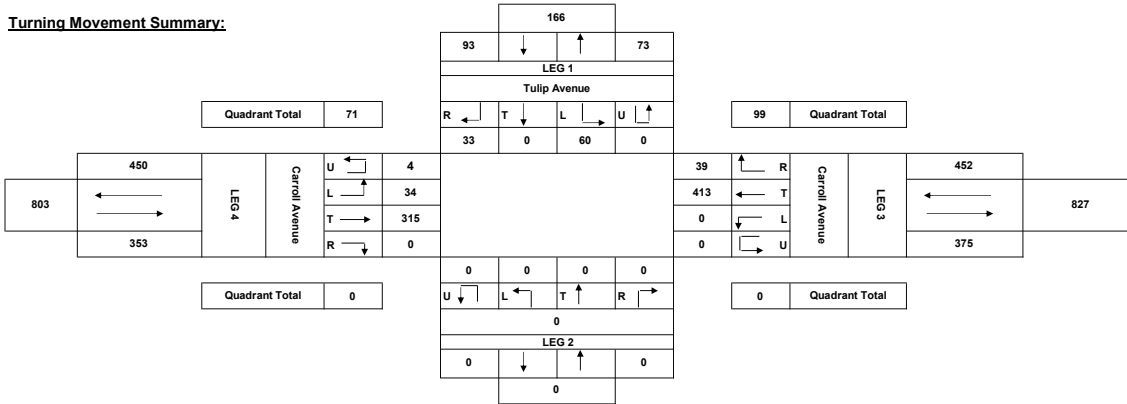 Turning Movement Summary:
166
93 73
LEG 1
Tulip Avenue
Quadrant Total 71
R T L U
99 Quadrant Total
33 0 60 0
450
U 4
39 R
452
803
LEG 4
Carroll Avenue
L 34
413 T
Carroll Avenue
LEG 3
827
T 315
0 L
353
R 0
0 U
375
0 0 0 0
Quadrant Total 0
U L T R
0 Quadrant Total
0
LEG 2
0 0
0